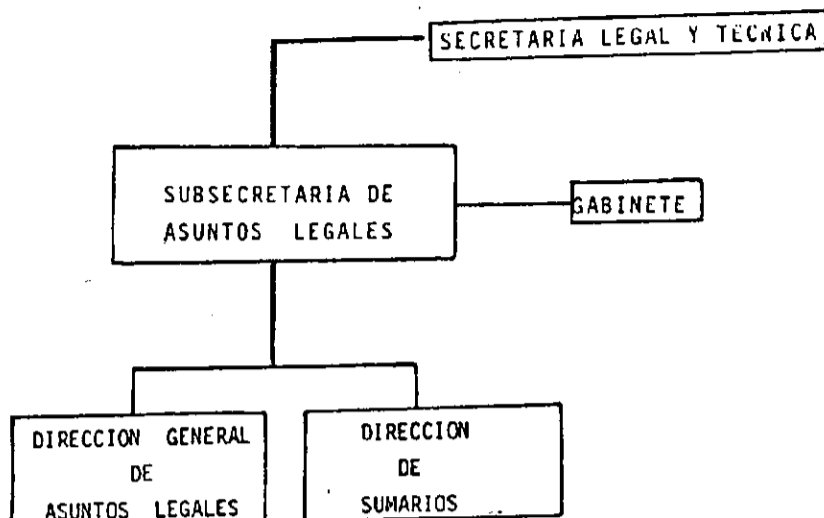 SECRETARIA LEGAL Y TECNICA
SUBSECRETARIA DE
ASUNTOS LEGALES
GABINETE
DIRECCION GENERAL
DE
ASUNTOS LEGALES
DIRECCION
DE
SUMARIOS